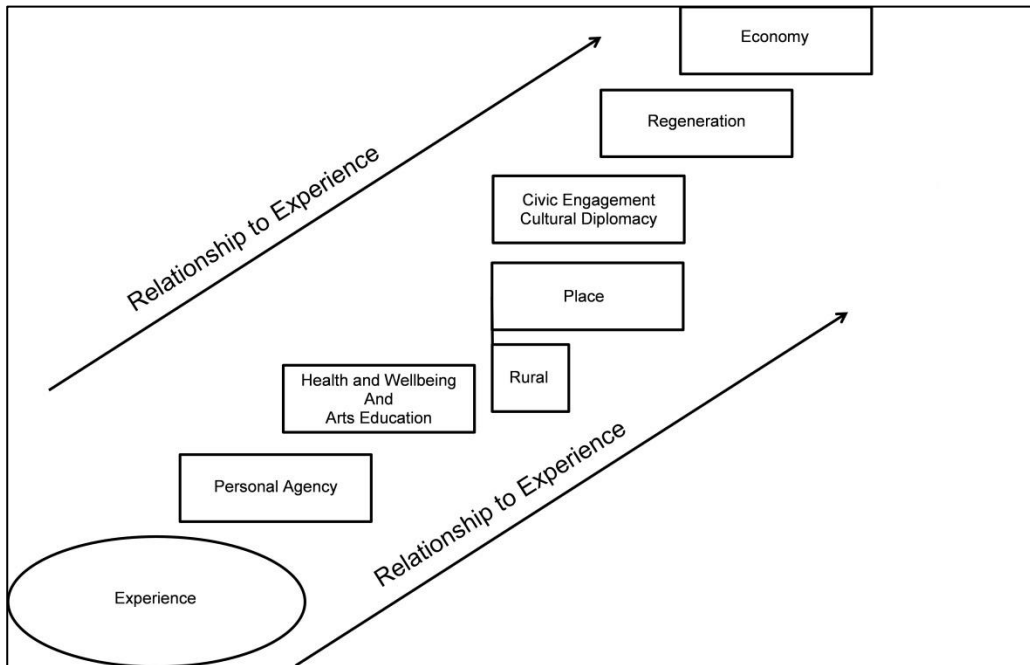 Economy
Regeneration
Relationship to Experience
Civic Engagement
Cultural Diplomacy
Place
Rural
Health and Wellbeing
And
Arts Education
Relationship to Experience
Personal Agency
Experience